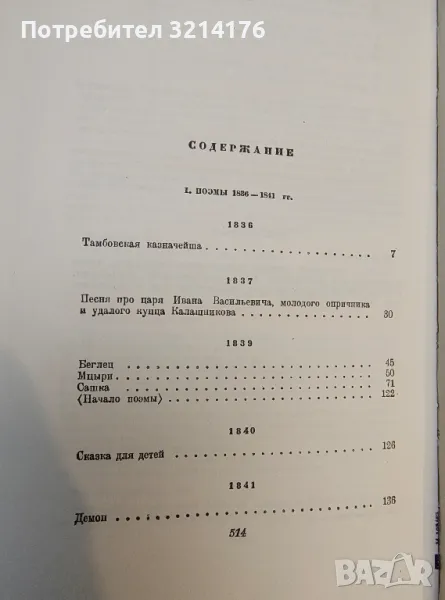 Потребител 3214176
СОДЕРЖАНИЕ
I. ПОЭМЫ 1836—1841 гг.
1836
Тамбовская казначейша . . . . . . . . . . . . . . . . . 7
1837
Песня про царя Ивана Васильевича, молодого опричника
и удалого купца Калашникова . . . . . . . . . . . . 30
1839
Беглец . . . . . . . . . . . . . . . . . . . . . . . . 45
Мцыри . . . . . . . . . . . . . . . . . . . . . . . . 50
Сашка . . . . . . . . . . . . . . . . . . . . . . . . 71
(Начало поэмы) . . . . . . . . . . . . . . . . . . . 122
1840
Сказка для детей . . . . . . . . . . . . . . . . . . 126
1841
Демон . . . . . . . . . . . . . . . . . . . . . . . . 136
514
BAZAR